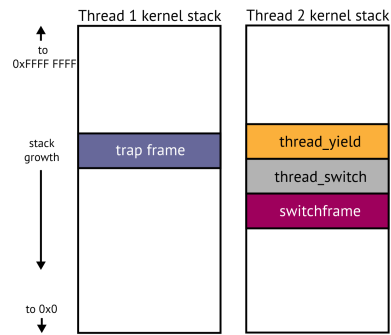 Thread 1 kernel stack
Thread 2 kernel stack
to
0xFFFF FFFF
stack
growth
to 0x0
trap frame
thread_yield
thread_switch
switchframe